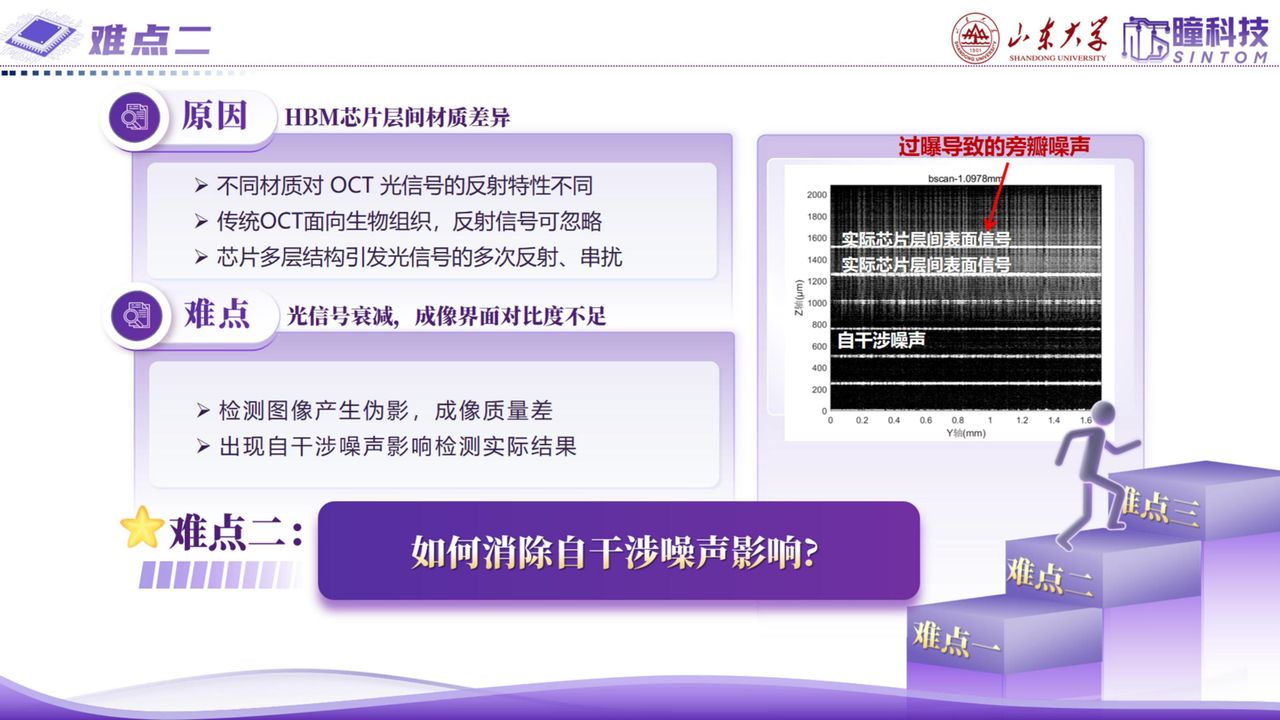 难点二
山东大学
SHANDONG UNIVERSITY
瞳科技
SINTOM
原因
HBM芯片层间材质差异
不同材质对 OCT 光信号的反射特性不同
传统OCT面向生物组织，反射信号可忽略
芯片多层结构引发光信号的多次反射、串扰
难点
光信号衰减，成像界面对比度不足
检测图像产生伪影，成像质量差
出现自干涉噪声影响检测实际结果
过曝导致的旁瓣噪声
bscan-1.0978mm
实际芯片层间表面信号
实际芯片层间表面信号
自干涉噪声
Z轴(μm)
2000
1800
1600
1400
1200
1000
800
600
400
200
0
0 0.2 0.4 0.6 0.8 1 1.2 1.4 1.6
Y轴(mm)
难点二：
如何消除自干涉噪声影响?
难点三
难点二
难点一